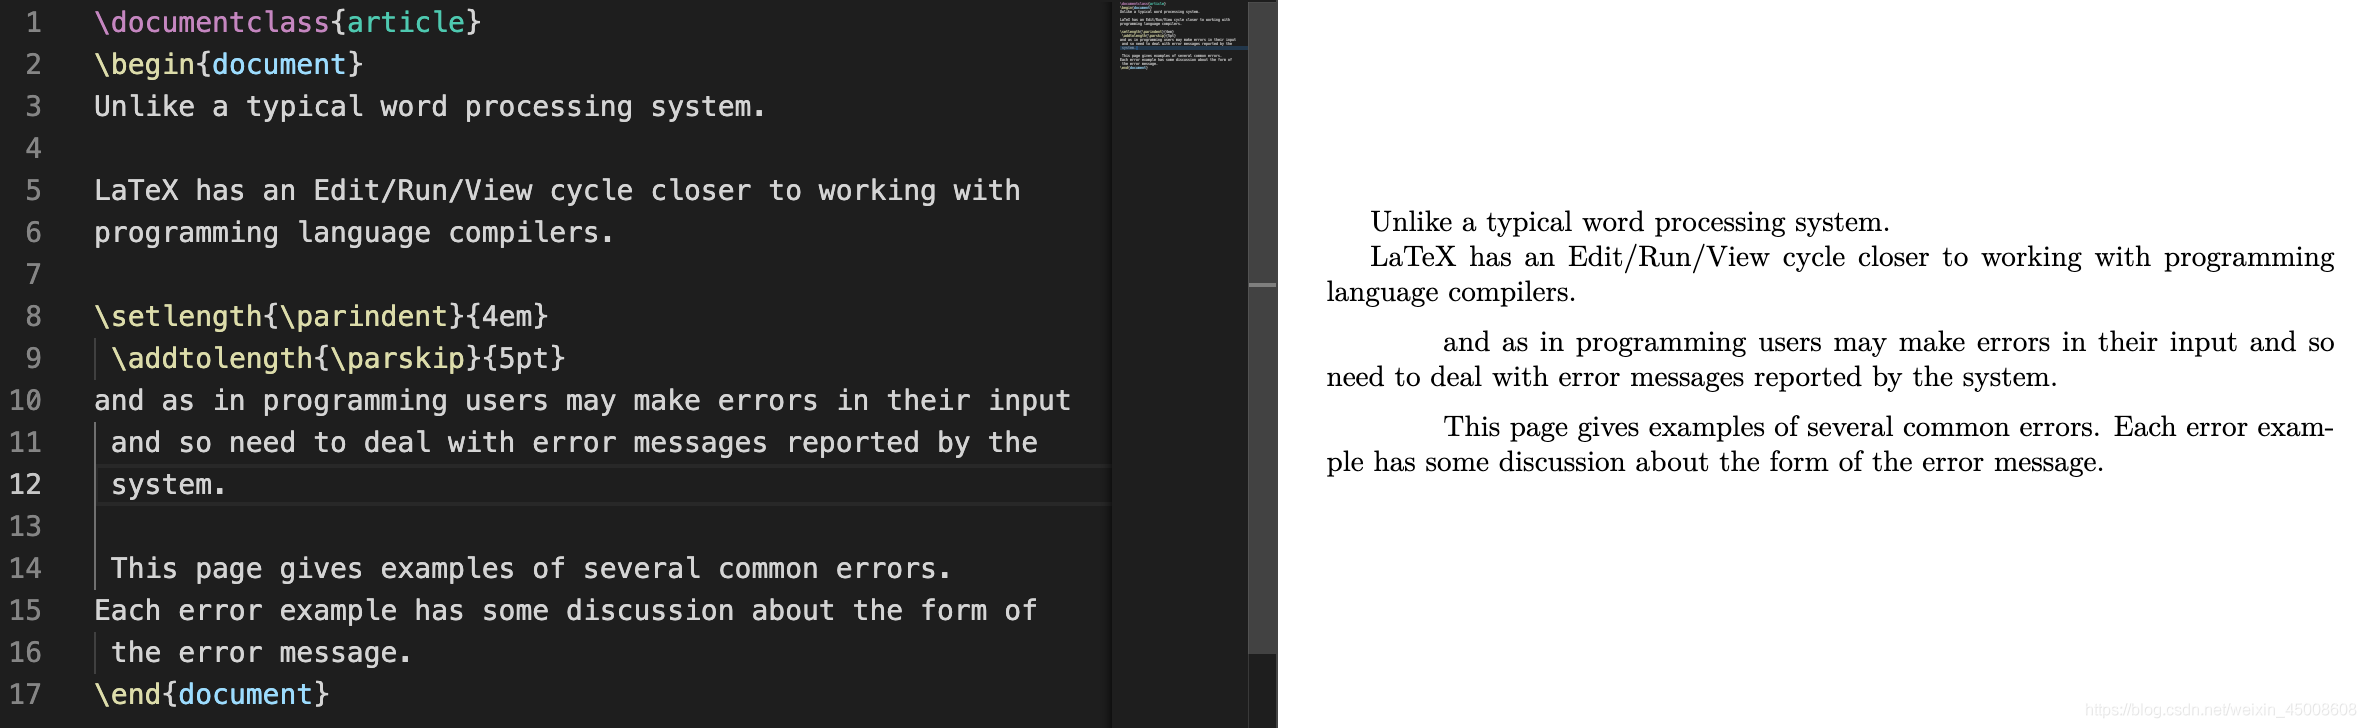 1 \documentclass{article}
2 \begin{document}
3 Unlike a typical word processing system.
4
5 LaTeX has an Edit/Run/View cycle closer to working with
6 programming language compilers.
7
8 \setlength{\parindent}{4em}
9 \addtolength{\parskip}{5pt}
10 and as in programming users may make errors in their input
11 and so need to deal with error messages reported by the
12 system.
13
14 This page gives examples of several common errors.
15 Each error example has some discussion about the form of
16 the error message.
17 \end{document}
Unlike a typical word processing system.
LaTeX has an Edit/Run/View cycle closer to working with programming
language compilers.
and as in programming users may make errors in their input and so
need to deal with error messages reported by the system.
This page gives examples of several common errors. Each error exam-
ple has some discussion about the form of the error message.
https://blog.csdn.net/weixin_45008608